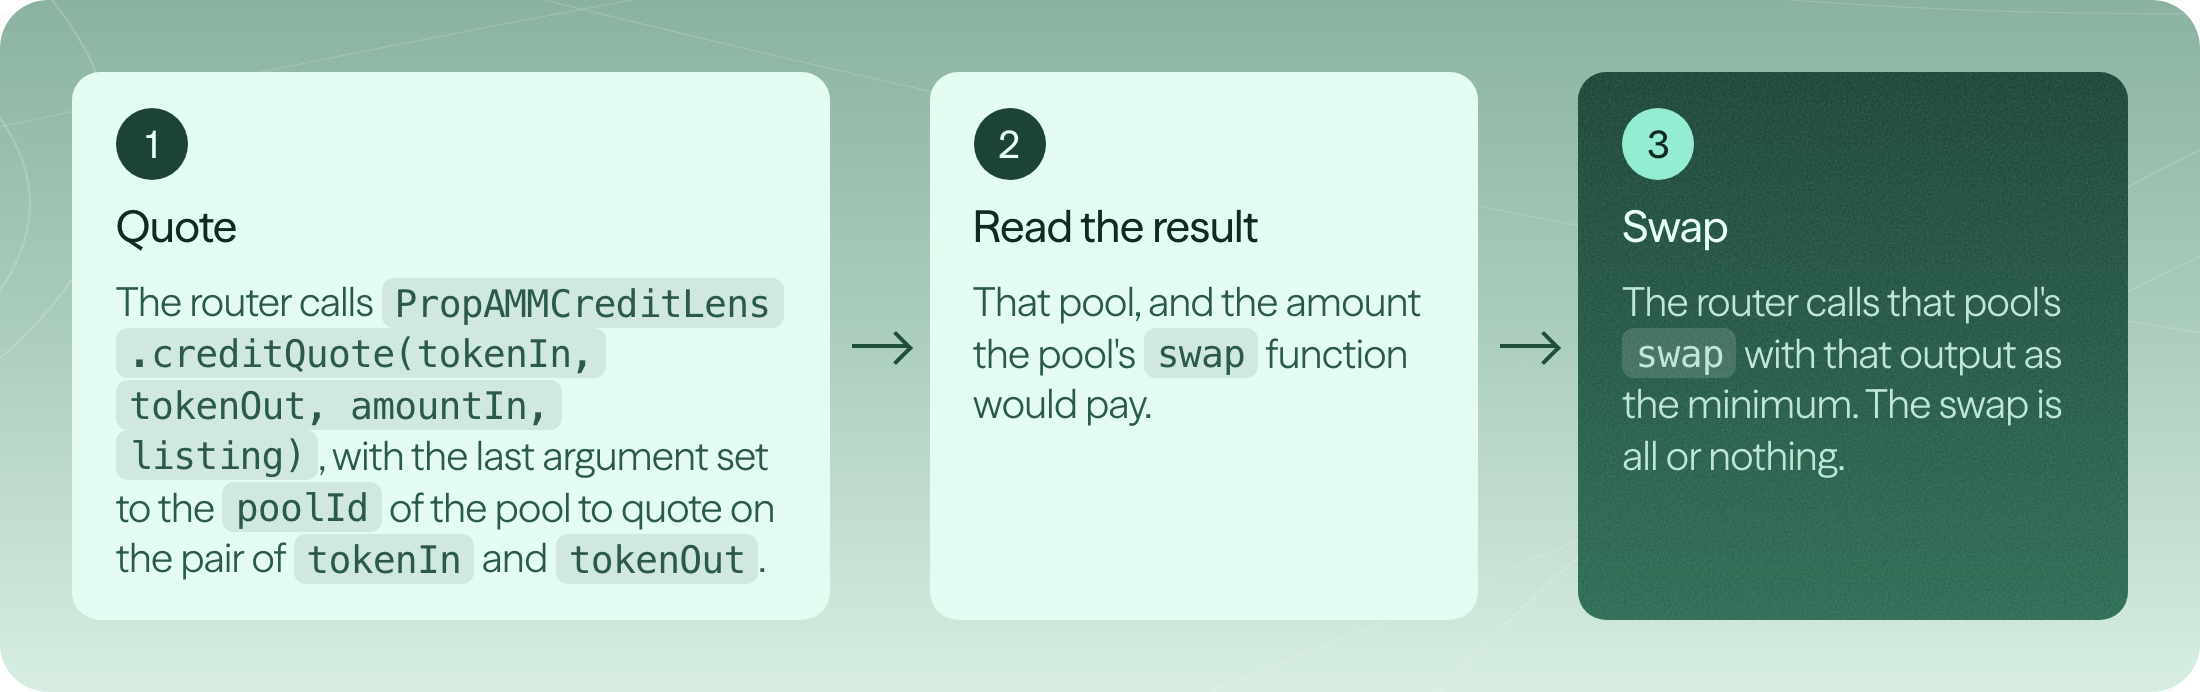 1
Quote
The router calls PropAMMCreditLens
.creditQuote(tokenIn,
tokenOut, amountIn,
listing), with the last argument set
to the poolId of the pool to quote on
the pair of tokenIn and tokenOut.
2
Read the result
That pool, and the amount
the pool's swap function
would pay.
3
Swap
The router calls that pool's
swap with that output as
the minimum. The swap is
all or nothing.